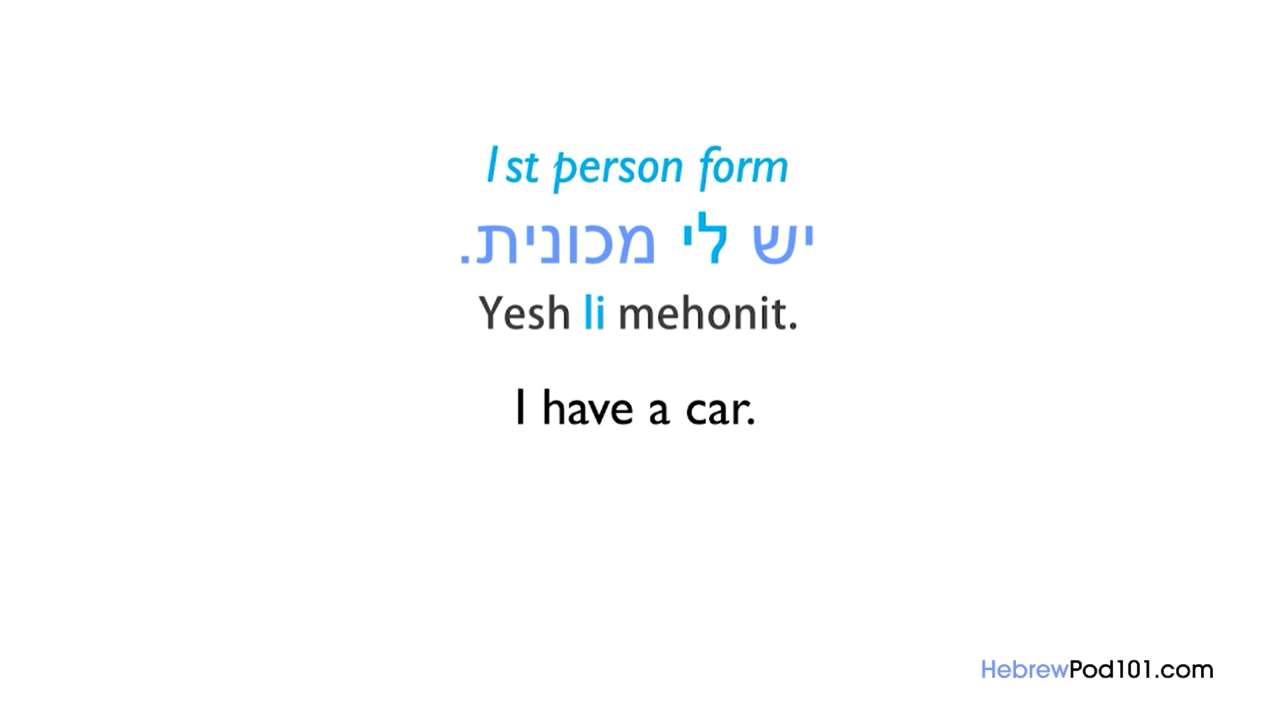 1st person form
יש לי מכונית.
Yesh li mehonit.
I have a car.
HebrewPod101.com